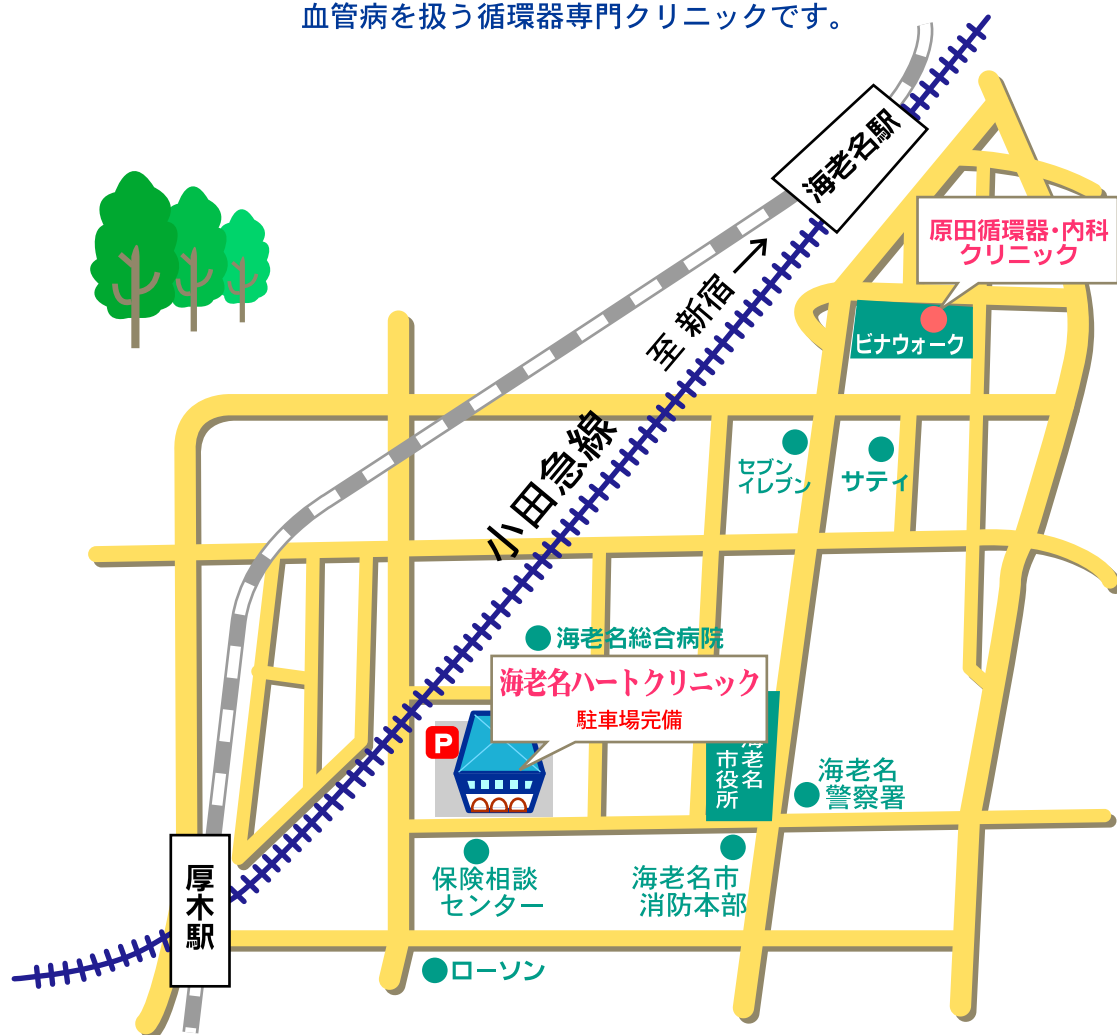 血管病を扱う循環器専門クリニックです。
海老名駅
原田循環器・内科
クリニック
至 新宿
ビナウォーク
小田急線
セブン
イレブン
サティ
海老名総合病院
海老名ハートクリニック
駐車場完備
P
海老名
市役所
海老名
警察署
保険相談
センター
海老名市
消防本部
厚木駅
ローソン